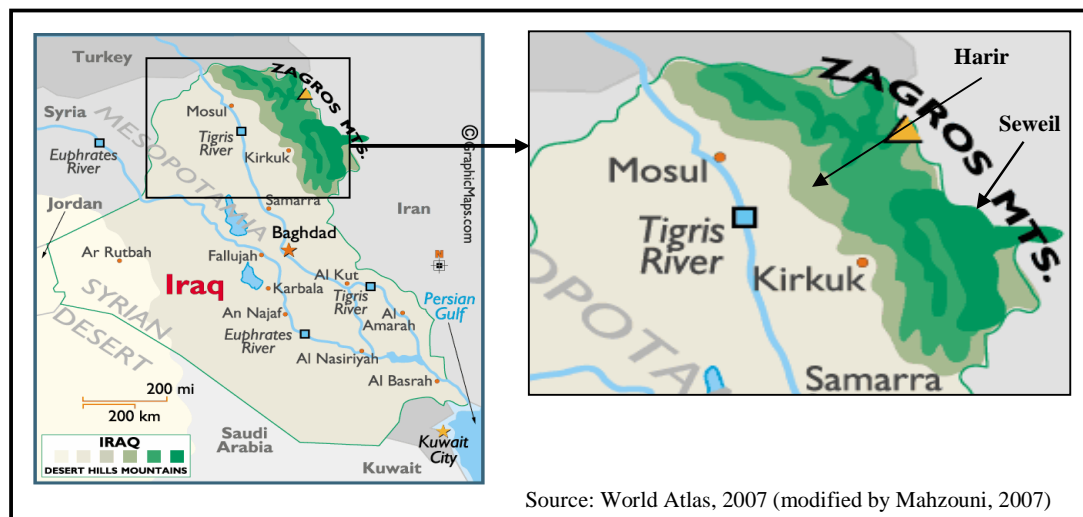 Turkey
Syria
MESOPOTAMIA
ZAGROS MTS.
Mosul
Tigris
River
Kirkuk
Euphrates
River
©GraphicMaps.com
Jordan
Samarra
Iran
Baghdad
Ar Rutbah
Fallujah
Iraq
Al Kut
Karbala
Tigris
River
Persian
Gulf
SYRIAN
DESERT
An Najaf
Al
Amarah
Euphrates
River
Al Nasiriyah
200 mi
200 km
Al Basrah
IRAQ
DESERT HILLS MOUNTAINS
Saudi
Arabia
Kuwait
Kuwait
City
Harir
ZAGROS MTS.
Seweil
Mosul
Tigris
River
Kirkuk
SOPOTA
Samarra
Source: World Atlas, 2007 (modified by Mahzouni, 2007)